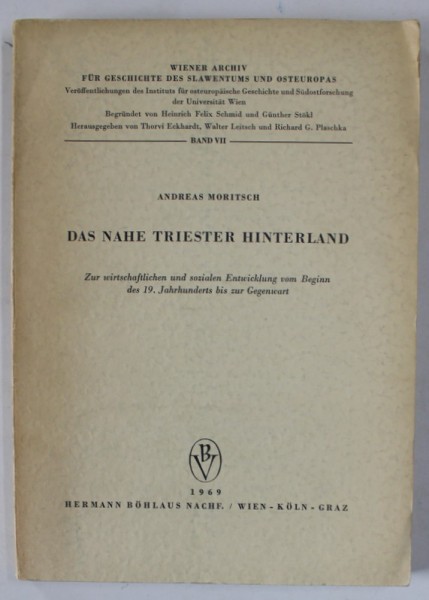 WIENER ARCHIV
FÜR GESCHICHTE DES SLAWENTUMS UND OSTEUROPAS
Veröffentlichungen des Instituts für osteuropäische Geschichte und Südostforschung
der Universität Wien
Begründet von Heinrich Felix Schmid und Günther Stökl
Herausgegeben von Thorvi Eckhardt, Walter Leitsch und Richard G. Plaschka
BAND VII
ANDREAS MORITSCH
DAS NAHE TRIESTER HINTERLAND
Zur wirtschaftlichen und sozialen Entwicklung vom Beginn
des 19. Jahrhunderts bis zur Gegenwart
BV
1969
HERMANN BÖHLAUS NACHF. / WIEN - KÖLN - GRAZ